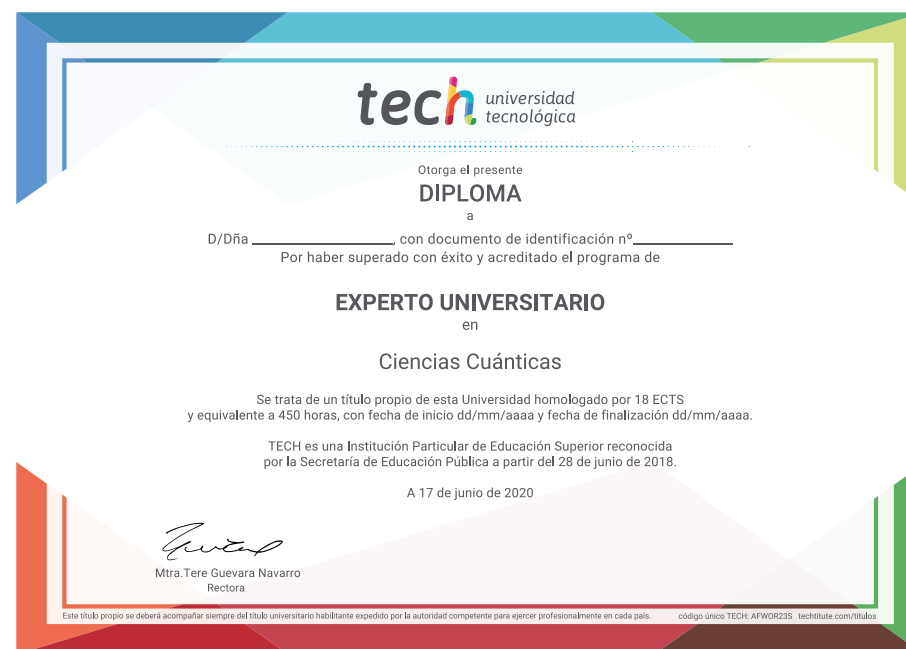 tech universidad
tecnológica
Otorga el presente
DIPLOMA
a
D/Dña ____________________, con documento de identificación nº______________
Por haber superado con éxito y acreditado el programa de
EXPERTO UNIVERSITARIO
en
Ciencias Cuánticas
Se trata de un título propio de esta Universidad homologado por 18 ECTS
y equivalente a 450 horas, con fecha de inicio dd/mm/aaaa y fecha de finalización dd/mm/aaaa.
TECH es una Institución Particular de Educación Superior reconocida
por la Secretaría de Educación Pública a partir del 28 de junio de 2018.
A 17 de junio de 2020
Mtra.Tere Guevara Navarro
Rectora
Este título propio se deberá acompañar siempre del título universitario habilitante expedido por la autoridad competente para ejercer profesionalmente en cada país. código único TECH: AFWOR23S techtitute.com/titulos